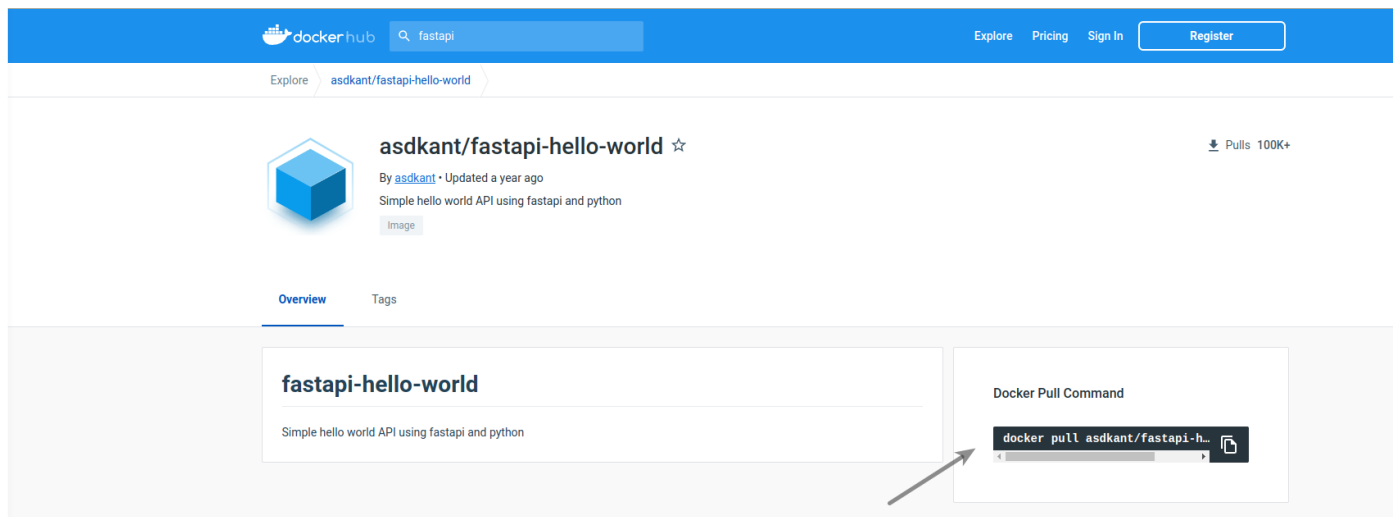 dockerhub
fastapi
Explore Pricing Sign In Register
Explore asdkant/fastapi-hello-world
asdkant/fastapi-hello-world
Pulls 100K+
By asdkant • Updated a year ago
Simple hello world API using fastapi and python
Image
Overview Tags
fastapi-hello-world
Simple hello world API using fastapi and python
Docker Pull Command
docker pull asdkant/fastapi-h…